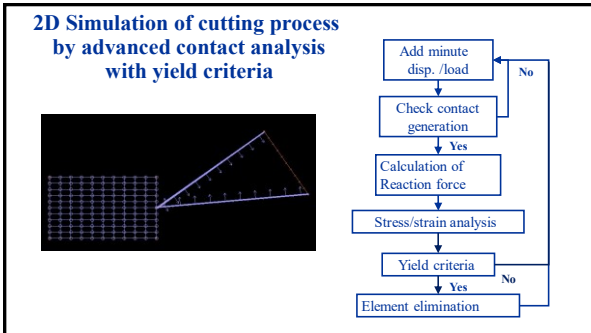 2D Simulation of cutting process
by advanced contact analysis
with yield criteria
Add minute
disp. /load
No
Check contact
generation
Yes
Calculation of
Reaction force
Stress/strain analysis
Yield criteria
No
Yes
Element elimination